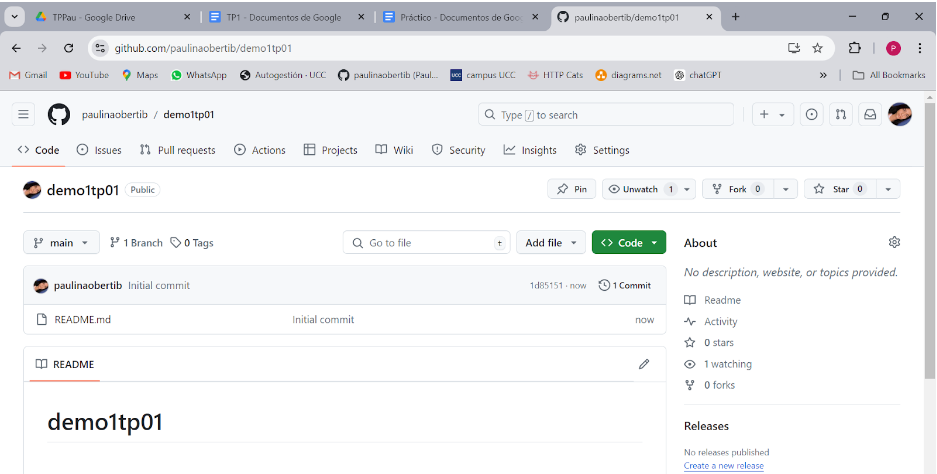 TPPau - Google Drive
TP1 - Documentos de Google
Práctico - Documentos de Goo
paulinaobertib/demo1tp01
github.com/paulinaobertib/demo1tp01
P
Gmail YouTube Maps WhatsApp Autogestión · UCC paulinaobertib (Paul... campus UCC HTTP Cats diagrams.net chatGPT » All Bookmarks
paulinaobertib / demo1tp01
Type / to search
Code Issues Pull requests Actions Projects Wiki Security Insights Settings
demo1tp01 Public
Pin Unwatch 1 Fork 0 Star 0
main 1 Branch 0 Tags
Go to file t
Add file
Code
About
No description, website, or topics provided.
paulinaobertib Initial commit 1d85151 · now 1 Commit
README.md Initial commit now
Readme
Activity
0 stars
1 watching
0 forks
README
demo1tp01
Releases
No releases published
Create a new release